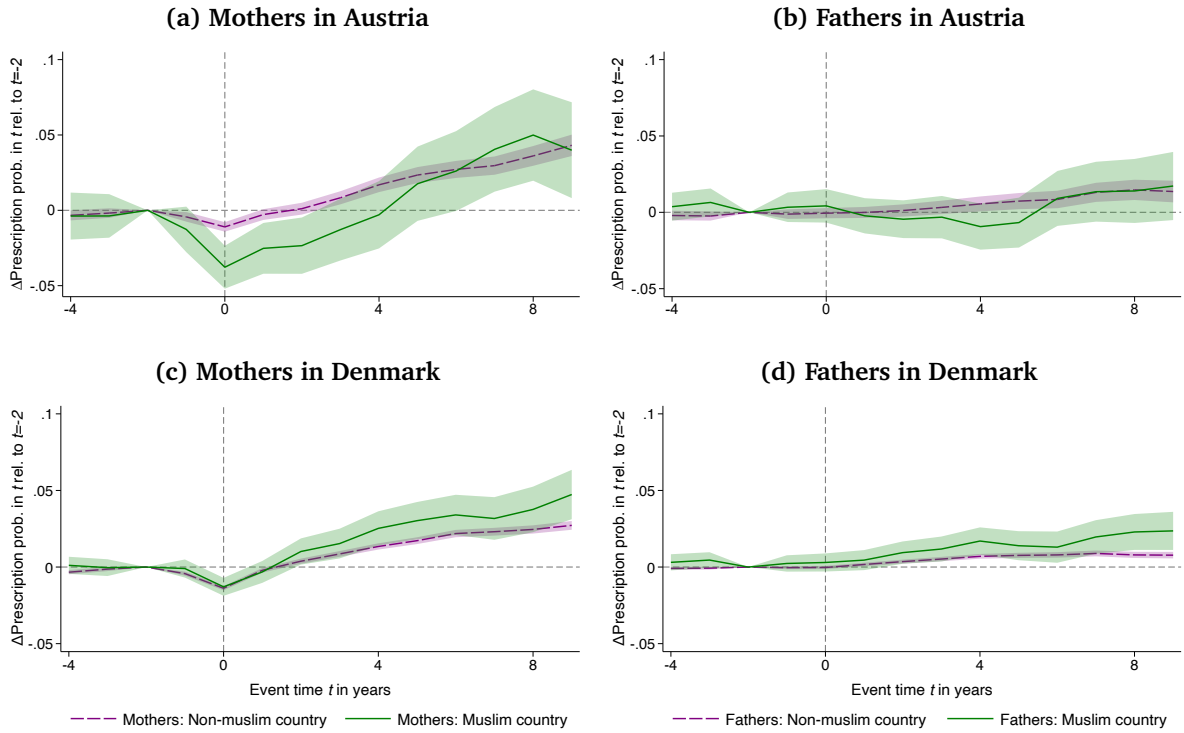 (a) Mothers in Austria
ΔPrescription prob. in t rel. to t=-2
.1
.05
0
-.05
-4 0 4 8
(b) Fathers in Austria
ΔPrescription prob. in t rel. to t=-2
.1
.05
0
-.05
-4 0 4 8
(c) Mothers in Denmark
ΔPrescription prob. in t rel. to t=-2
.1
.05
0
-.05
-4 0 4 8
Event time t in years
Mothers: Non-muslim country Mothers: Muslim country
(d) Fathers in Denmark
ΔPrescription prob. in t rel. to t=-2
.1
.05
0
-.05
-4 0 4 8
Event time t in years
Fathers: Non-muslim country Fathers: Muslim country